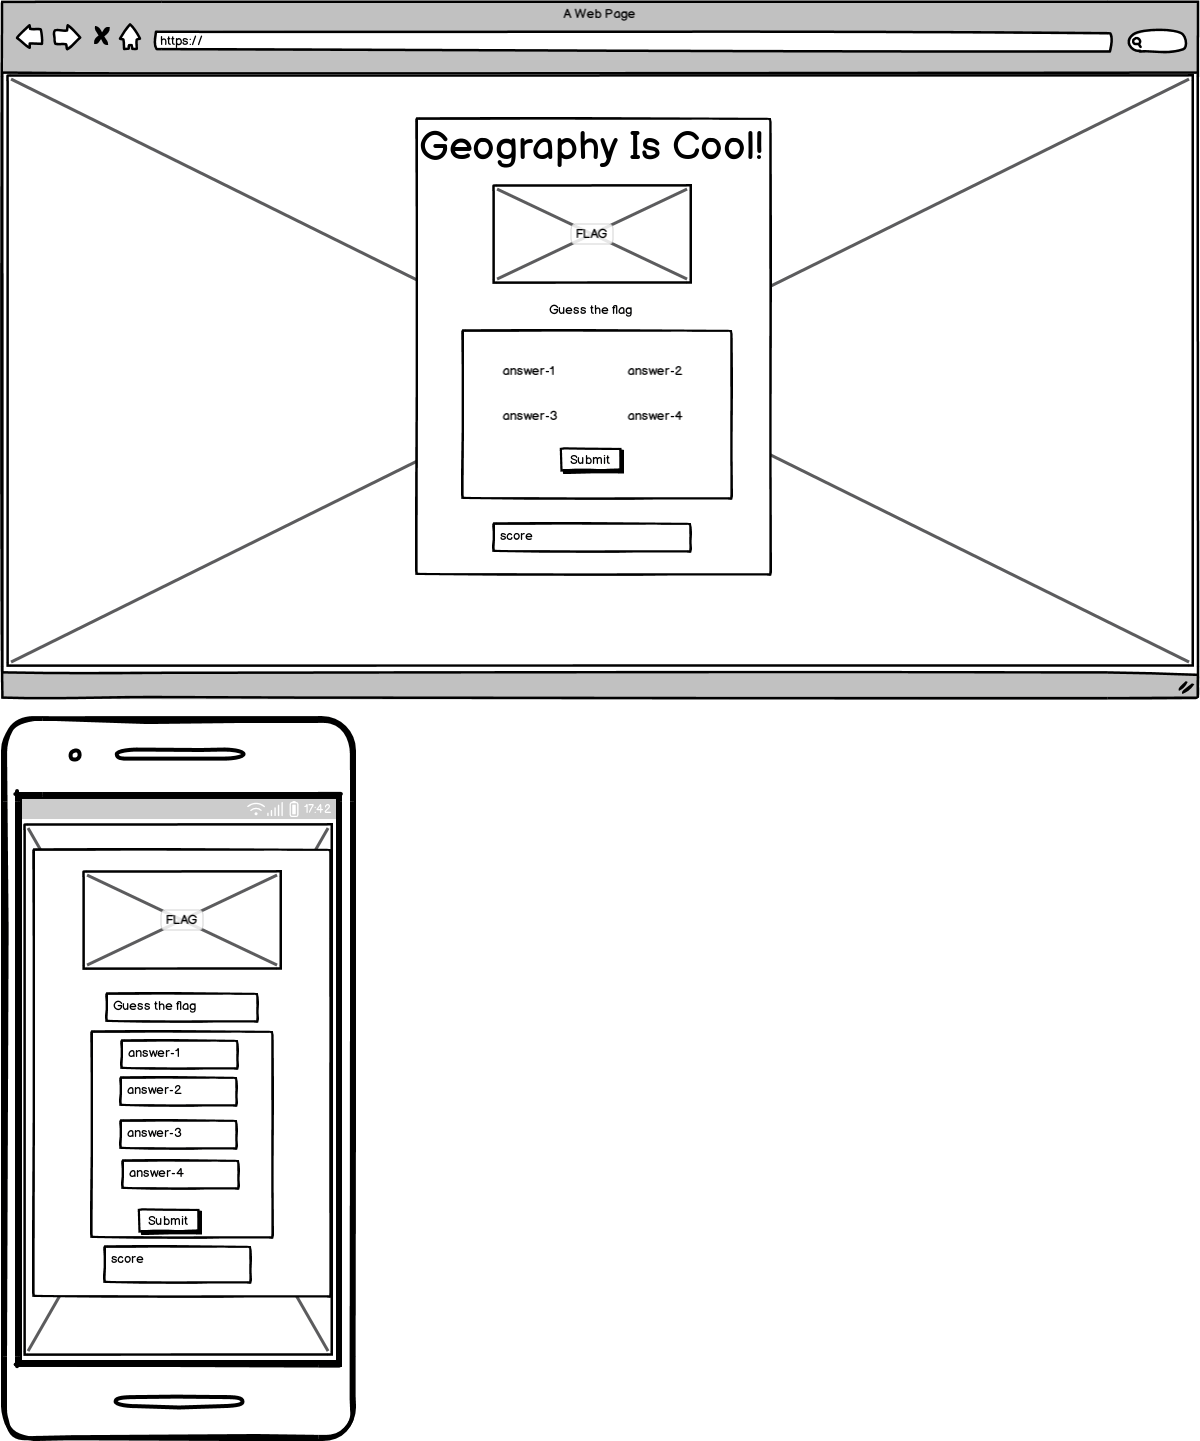 A Web Page
https://
Geography Is Cool!
FLAG
Guess the flag
answer-1 answer-2
answer-3 answer-4
Submit
score
17:42
FLAG
Guess the flag
answer-1
answer-2
answer-3
answer-4
Submit
score